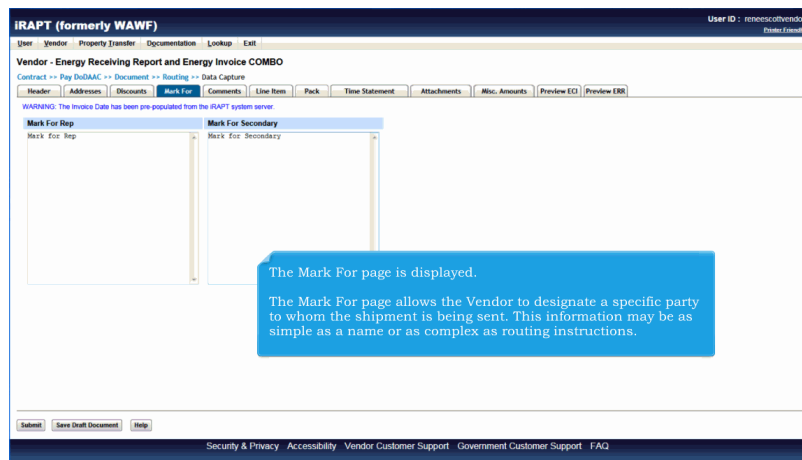 iRAPT (formerly WAWF)
User ID : reneescottvendo
Printer Friendl
User Vendor Property Transfer Documentation Lookup Exit
Vendor - Energy Receiving Report and Energy Invoice COMBO
Contract >> Pay DoDAAC >> Document >> Routing >> Data Capture
Header Addresses Discounts Mark For Comments Line Item Pack Time Statement Attachments Misc. Amounts Preview ECI Preview ERR
WARNING: The Invoice Date has been pre-populated from the iRAPT system server.
Mark For Rep Mark For Secondary
Mark for Rep Mark for Secondary
The Mark For page is displayed.
The Mark For page allows the Vendor to designate a specific party
to whom the shipment is being sent. This information may be as
simple as a name or as complex as routing instructions.
Submit Save Draft Document Help
Security & Privacy Accessibility Vendor Customer Support Government Customer Support FAQ